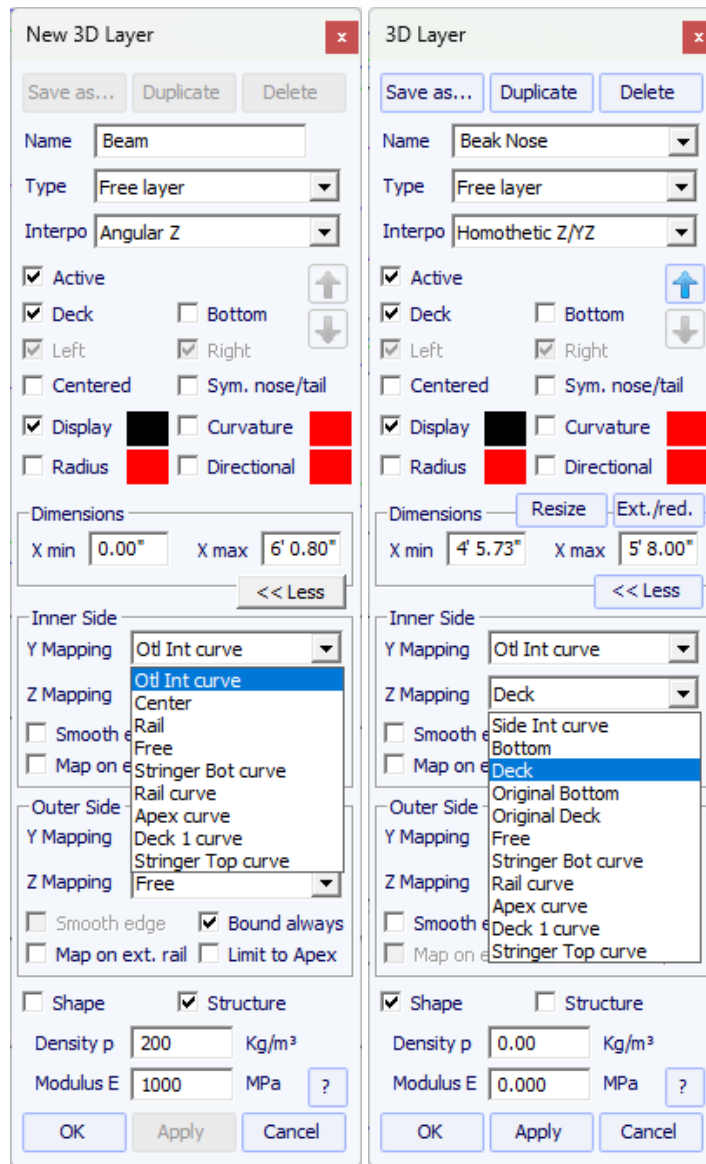 New 3D Layer
x
Save as... Duplicate Delete
Name Beam
Type Free layer
Interpo Angular Z
Active
Deck Bottom
Left Right
Centered Sym. nose/tail
Display Curvature
Radius Directional
Dimensions
X min 0.00" X max 6' 0.80"
<< Less
Inner Side
Y Mapping Otl Int curve
Z Mapping
Otl Int curve
Center
Rail
Free
Stringer Bot curve
Rail curve
Apex curve
Deck 1 curve
Stringer Top curve
Smooth e
Map on e
Outer Side
Y Mapping
Z Mapping Free
Smooth edge Bound always
Map on ext. rail Limit to Apex
Shape Structure
Density p 200 Kg/m³
Modulus E 1000 MPa ?
OK Apply Cancel
3D Layer
x
Save as... Duplicate Delete
Name Beak Nose
Type Free layer
Interpo Homothetic Z/YZ
Active
Deck Bottom
Left Right
Centered Sym. nose/tail
Display Curvature
Radius Directional
Dimensions Resize Ext./red.
X min 4' 5.73" X max 5' 8.00"
<< Less
Inner Side
Y Mapping Otl Int curve
Z Mapping Deck
Side Int curve
Bottom
Deck
Original Bottom
Original Deck
Free
Stringer Bot curve
Rail curve
Apex curve
Deck 1 curve
Stringer Top curve
Smooth e
Map on e
Outer Side
Y Mapping
Z Mapping
Smooth e
Map on e
Shape Structure
Density p 0.00 Kg/m³
Modulus E 0.000 MPa ?
OK Apply Cancel